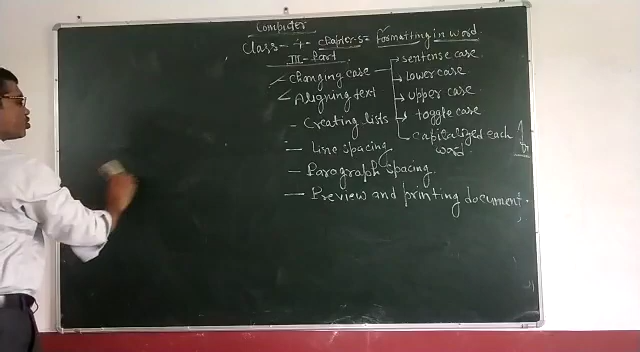 Computer
Class - 4 - Chapter-5 = Formatting in word
III - Part
Changing case
sentense case.
lower case
Upper case.
toggle case
capitalized each word.
Aligning text
- Creating lists
- Line spacing
- Paragraph spacing.
- Preview and printing document.